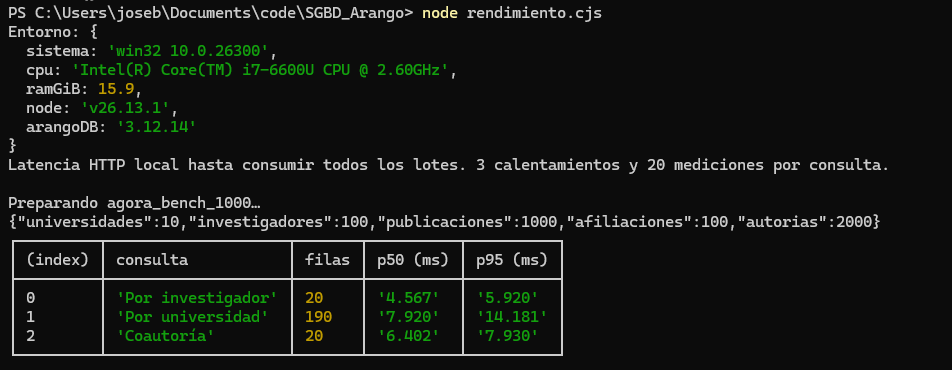 PS C:\Users\joseb\Documents\code\SGBD_Arango> node rendimiento.cjs
Entorno: {
  sistema: 'win32 10.0.26300',
  cpu: 'Intel(R) Core(TM) i7-6600U CPU @ 2.60GHz',
  ramGiB: 15.9,
  node: 'v26.13.1',
  arangoDB: '3.12.14'
}
Latencia HTTP local hasta consumir todos los lotes. 3 calentamientos y 20 mediciones por consulta.
Preparando agora_bench_1000…
{"universidades":10,"investigadores":100,"publicaciones":1000,"afiliaciones":100,"autorias":2000}
(index) consulta filas p50 (ms) p95 (ms)
0 'Por investigador' 20 '4.567' '5.920'
1 'Por universidad' 190 '7.920' '14.181'
2 'Coautoría' 20 '6.402' '7.930'